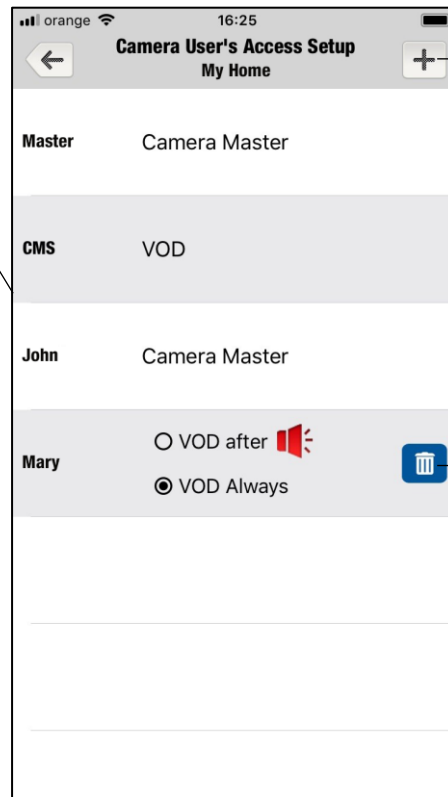 orange 16:25
Camera User's Access Setup
My Home
Master Camera Master
CMS VOD
John Camera Master
VOD after
Mary
VOD Always